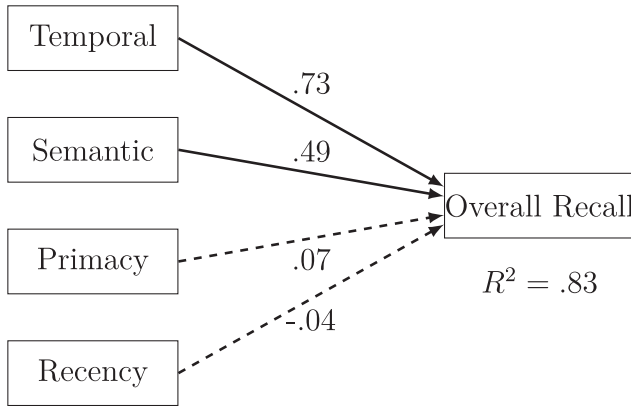 Temporal
.73
Semantic
.49
Overall Recall
Primacy
.07
R² = .83
-.04
Recency